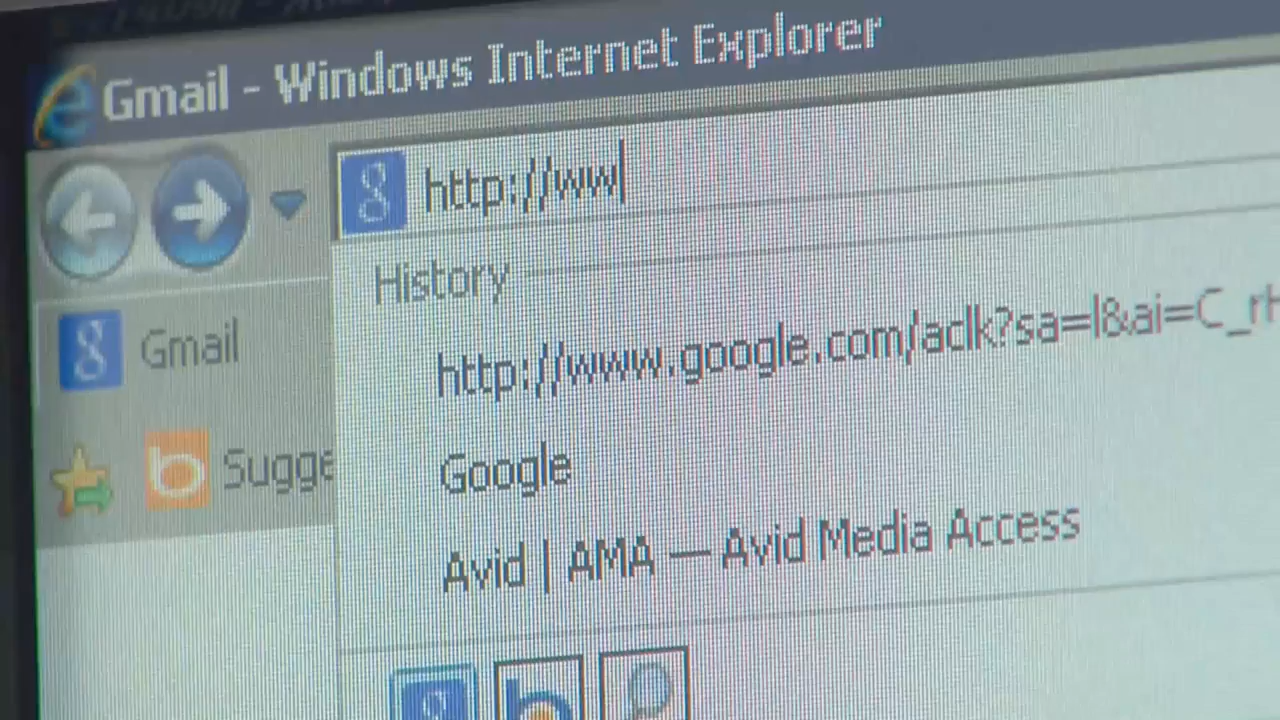 Gmail - Windows Internet Explorer
http://ww
History
Gmail
http://www.google.com/aclk?sa=l&ai=C_rh
Google
Sugge
Avid | AMA — Avid Media Access